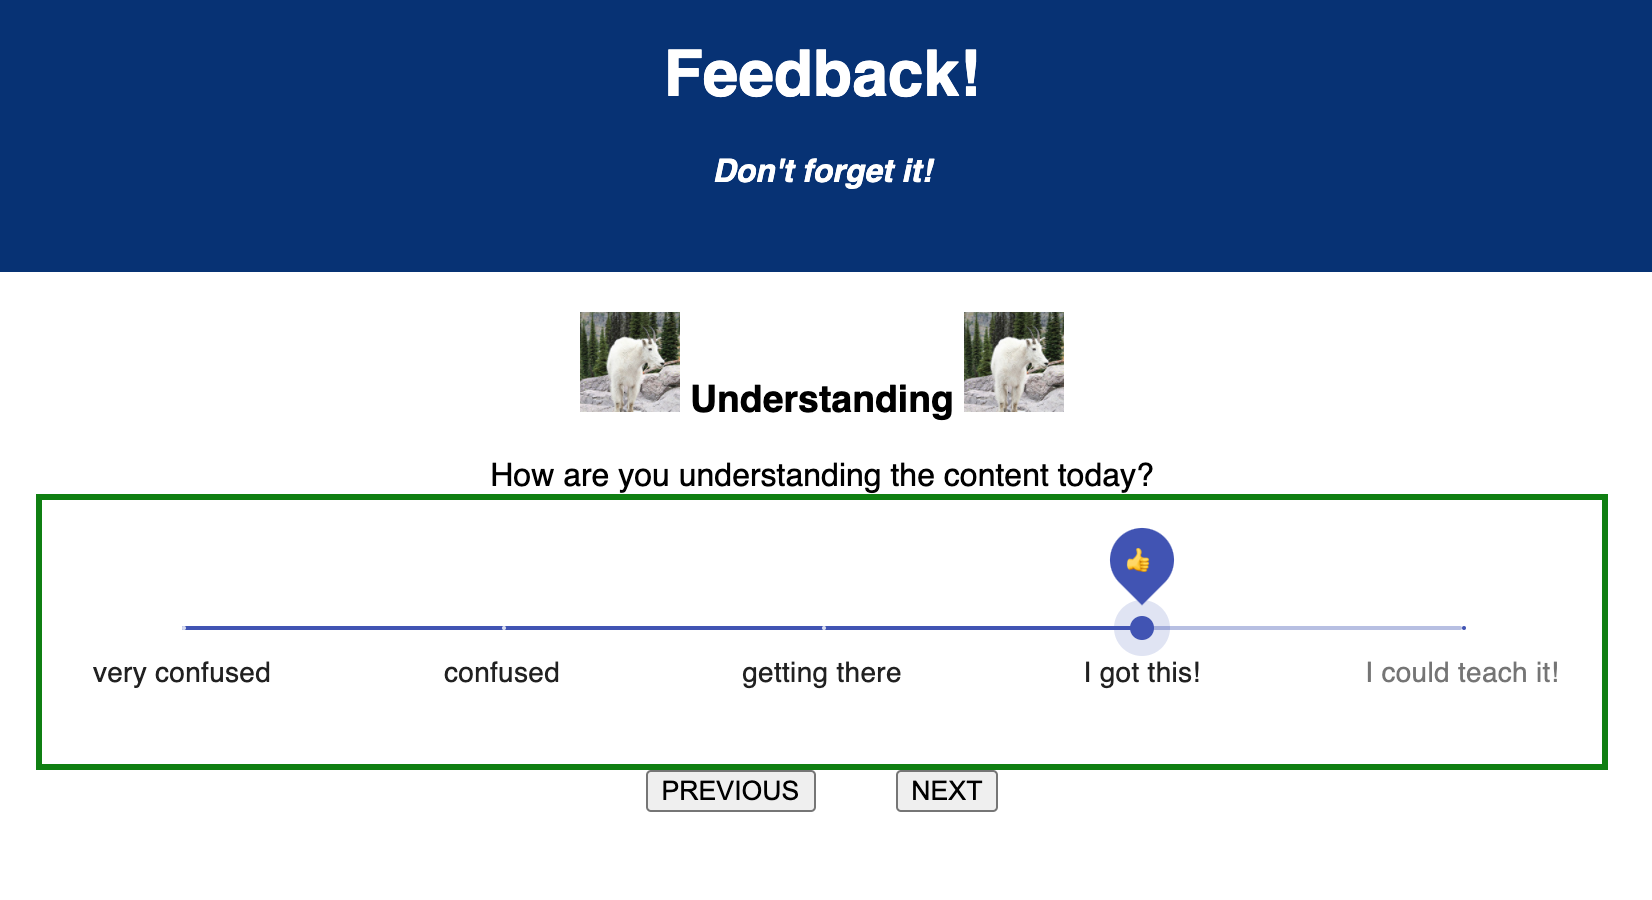 Feedback!
Don't forget it!
Understanding
How are you understanding the content today?
very confused confused getting there I got this! I could teach it!
PREVIOUS NEXT